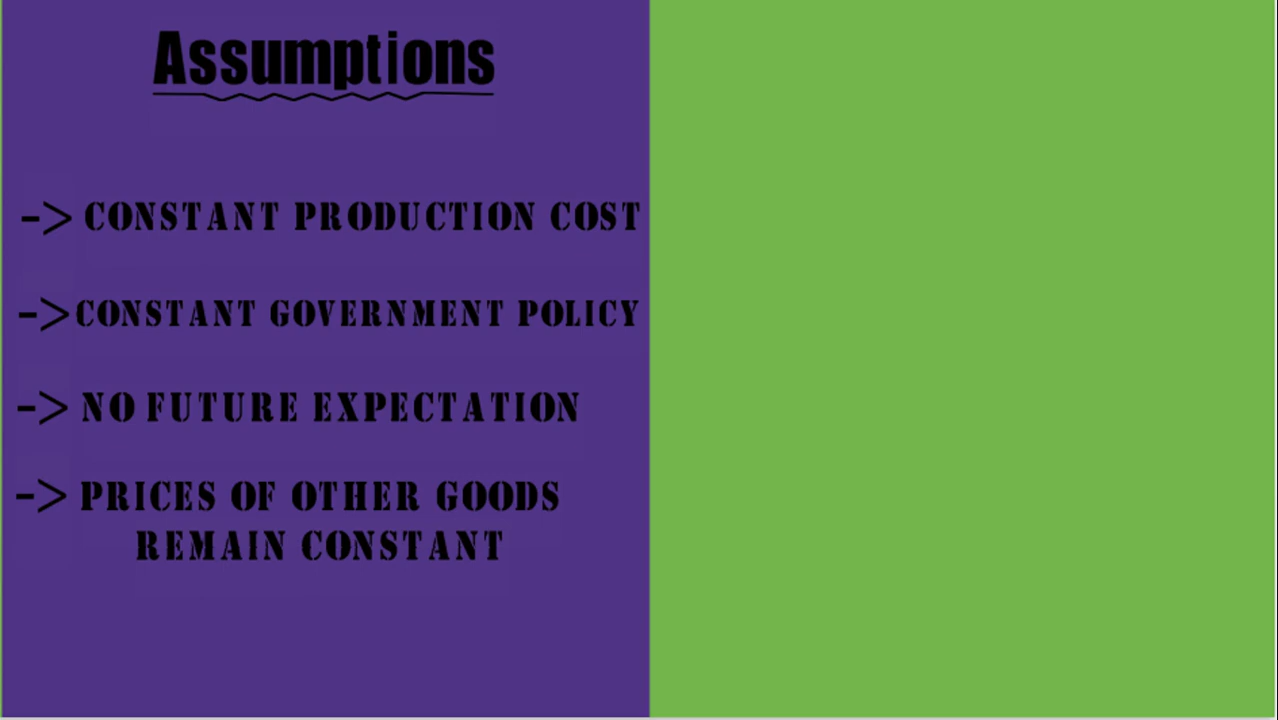 Assumptions
-> CONSTANT PRODUCTION COST
-> CONSTANT GOVERNMENT POLICY
-> NO FUTURE EXPECTATION
-> PRICES OF OTHER GOODS
REMAIN CONSTANT